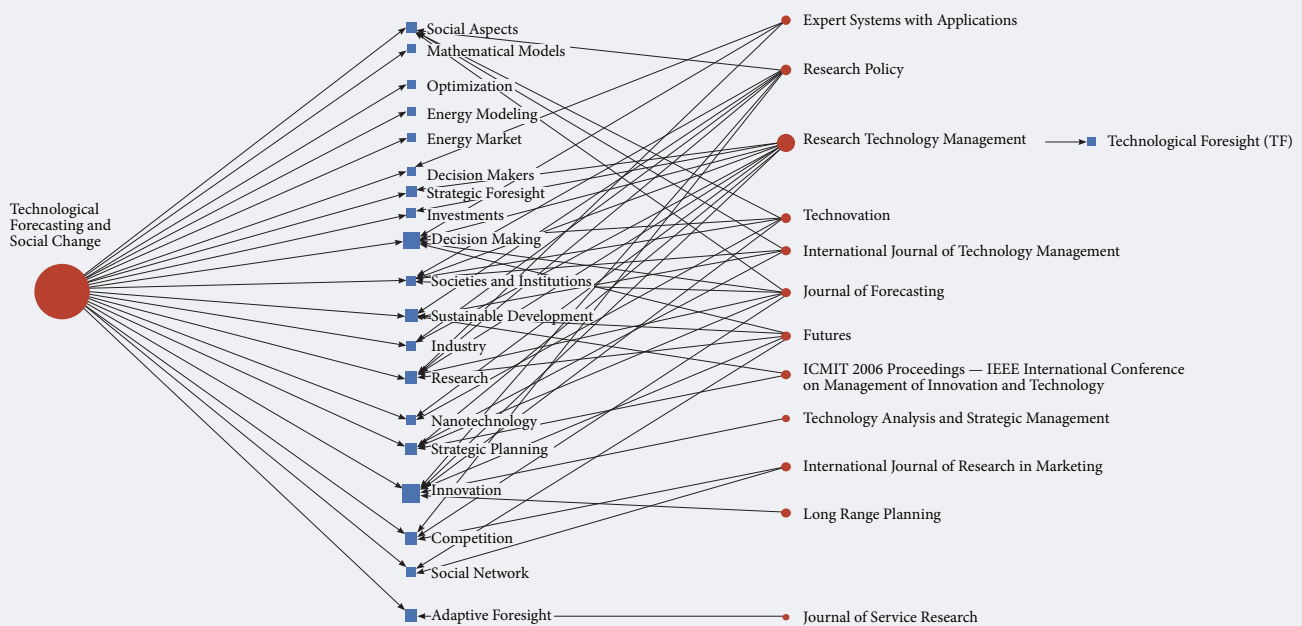 Technological
Forecasting and
Social Change
Social Aspects
Mathematical Models
Optimization
Energy Modeling
Energy Market
Decision Makers
Strategic Foresight
Investments
Decision Making
Societies and Institutions
Sustainable Development
Industry
Research
Nanotechnology
Strategic Planning
Innovation
Competition
Social Network
Adaptive Foresight
Expert Systems with Applications
Research Policy
Research Technology Management
Technological Foresight (TF)
Technovation
International Journal of Technology Management
Journal of Forecasting
Futures
ICMIT 2006 Proceedings — IEEE International Conference
on Management of Innovation and Technology
Technology Analysis and Strategic Management
International Journal of Research in Marketing
Long Range Planning
Journal of Service Research